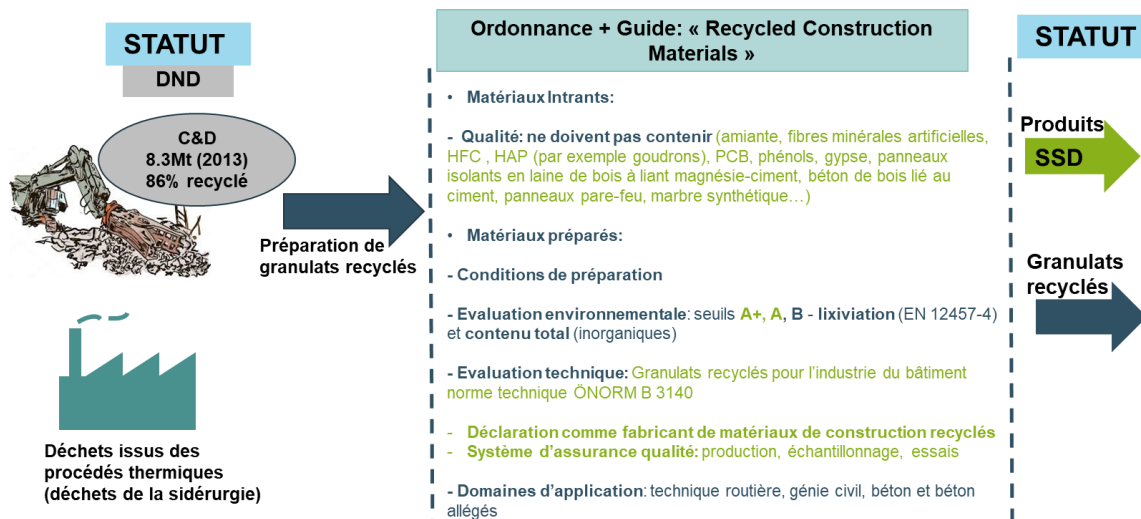 STATUT
DND
C&D
8.3Mt (2013)
86% recyclé
Préparation de
granulats recyclés
Déchets issus des
procédés thermiques
(déchets de la sidérurgie)
Ordonnance + Guide: « Recycled Construction
Materials »
• Matériaux Intrants:
- Qualité: ne doivent pas contenir (amiante, fibres minérales artificielles,
HFC , HAP (par exemple goudrons), PCB, phénols, gypse, panneaux
isolants en laine de bois à liant magnésie-ciment, béton de bois lié au
ciment, panneaux pare-feu, marbre synthétique…)
• Matériaux préparés:
- Conditions de préparation
- Evaluation environnementale: seuils A+, A, B - lixiviation (EN 12457-4)
et contenu total (inorganiques)
- Evaluation technique: Granulats recyclés pour l’industrie du bâtiment
norme technique ÖNORM B 3140
- Déclaration comme fabricant de matériaux de construction recyclés
- Système d’assurance qualité: production, échantillonnage, essais
- Domaines d’application: technique routière, génie civil, béton et béton
allégés
STATUT
Produits
SSD
Granulats
recyclés